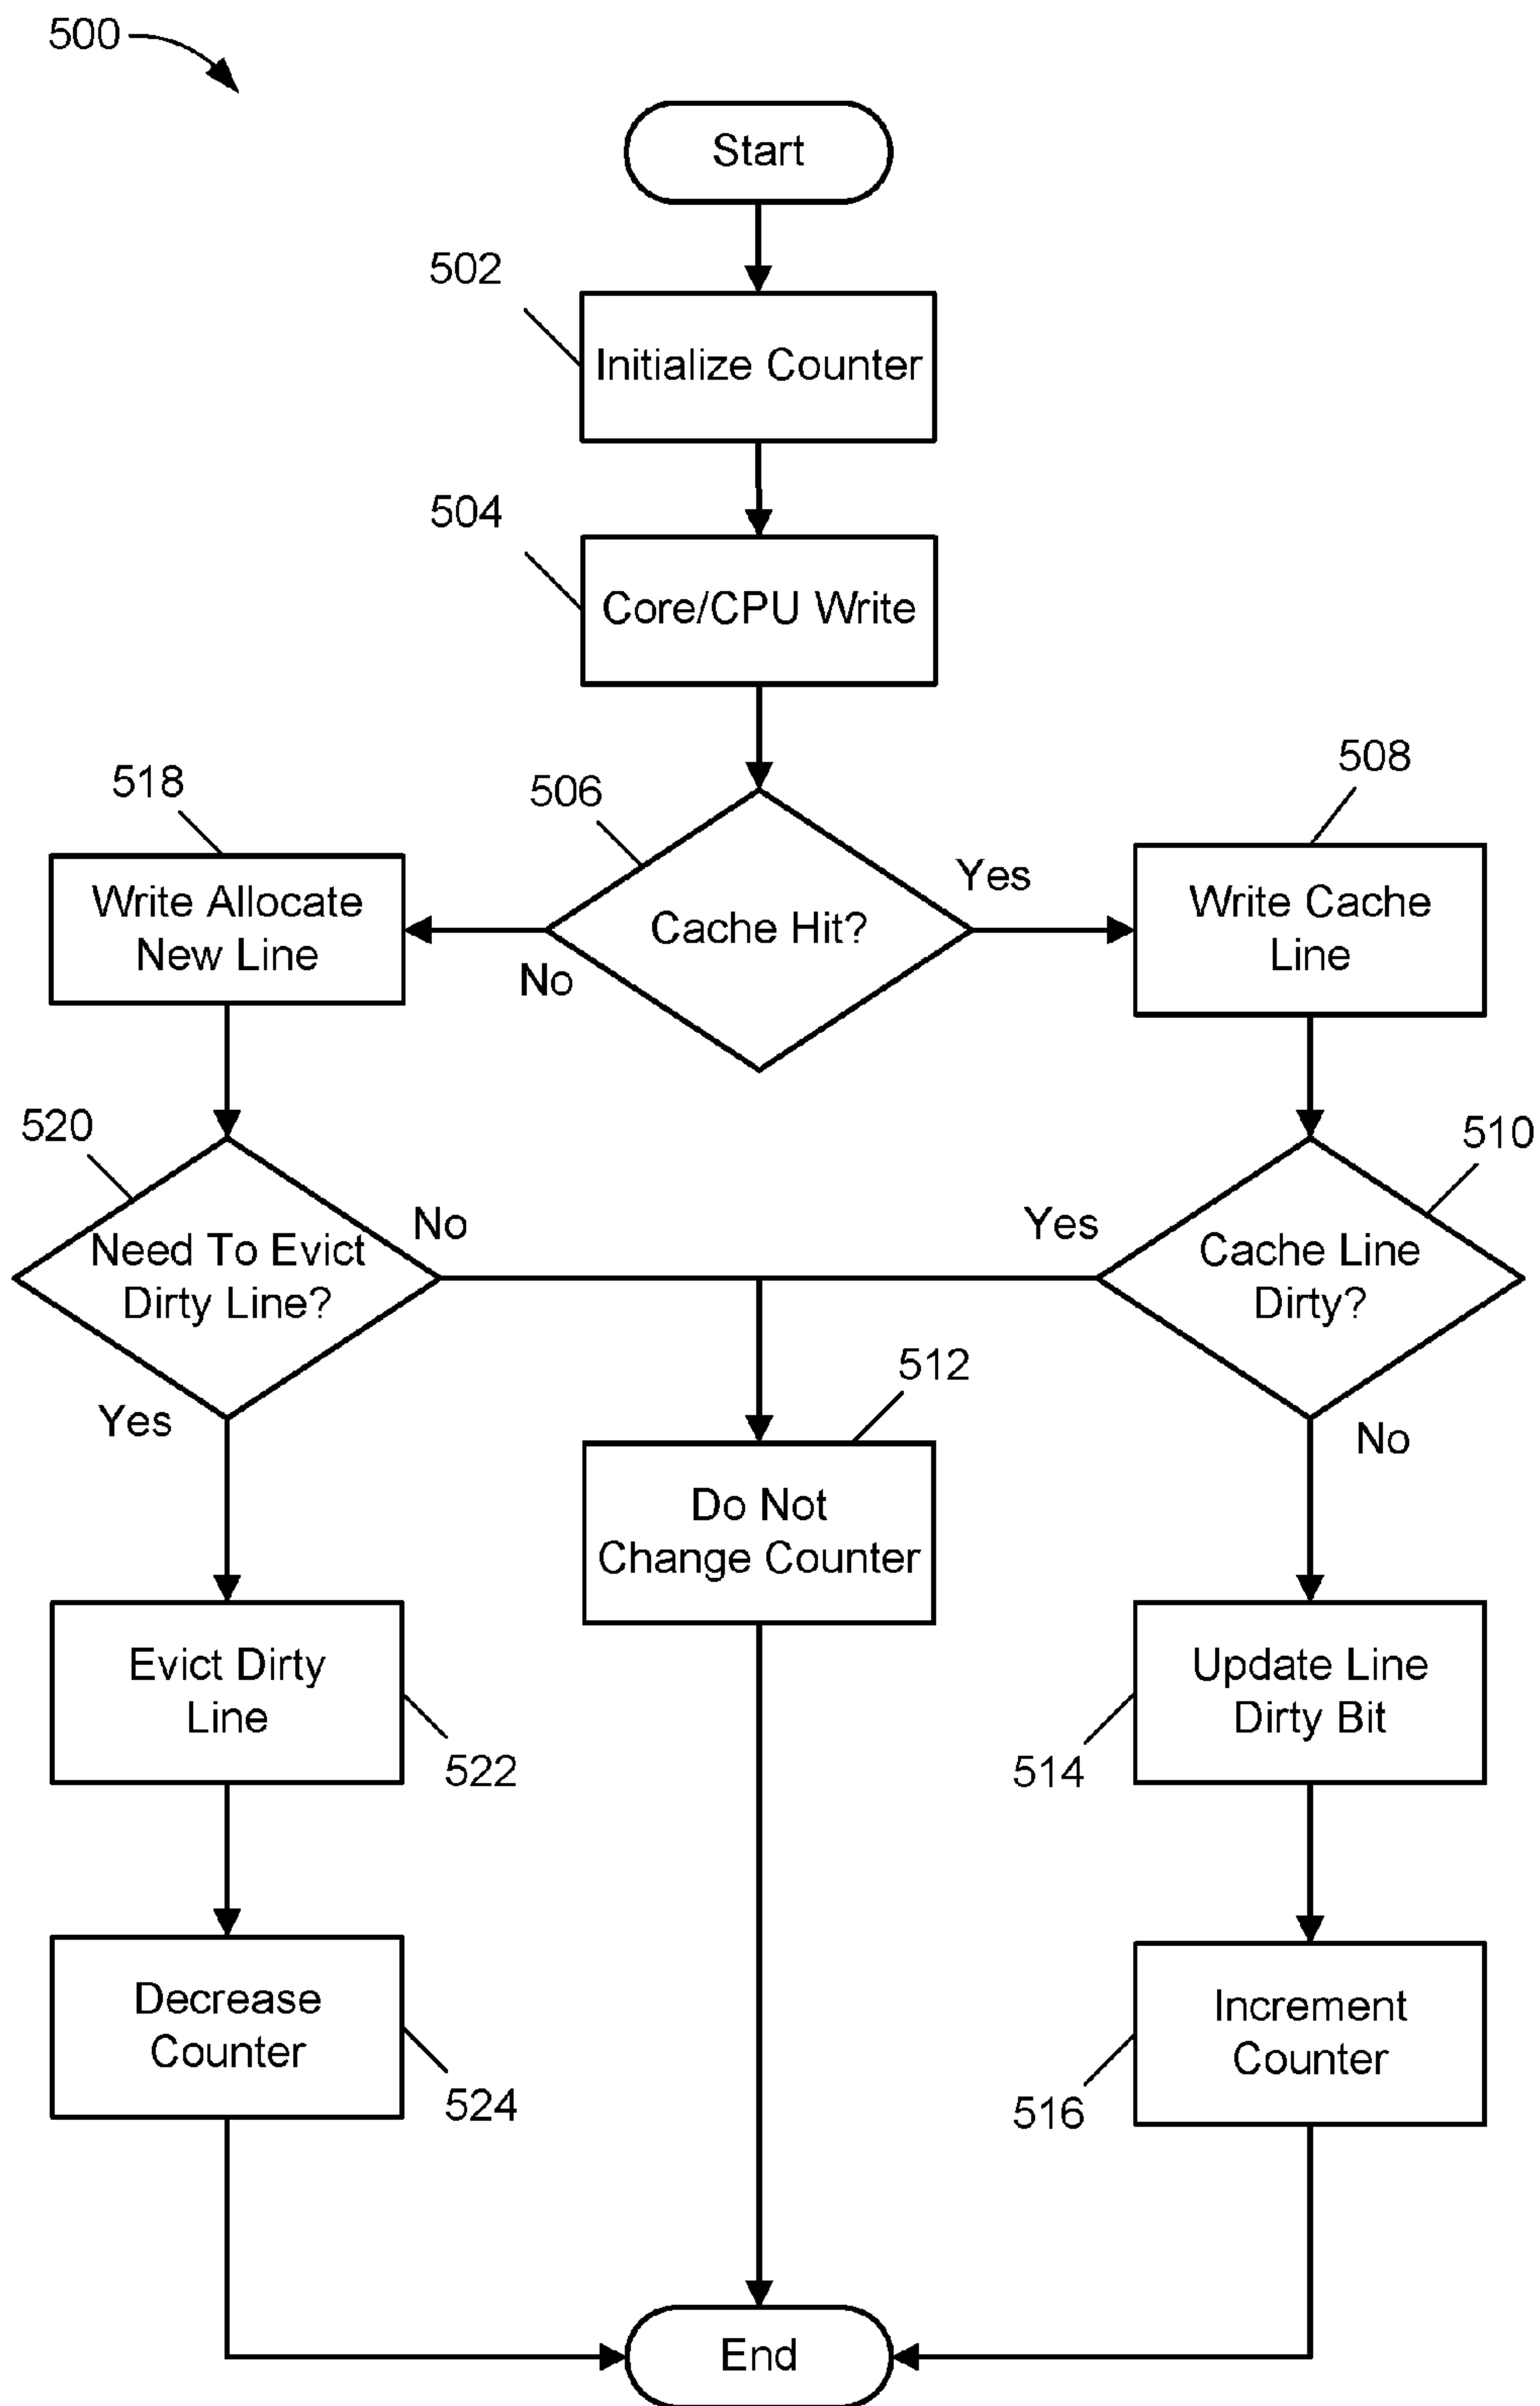 500
Start
502
Initialize Counter
504
Core/CPU Write
506
Cache Hit?
Yes
No
508
Write Cache
Line
518
Write Allocate
New Line
520
Need To Evict
Dirty Line?
No
Yes
510
Cache Line
Dirty?
Yes
No
512
Do Not
Change Counter
Evict Dirty
Line
522
Update Line
Dirty Bit
514
Decrease
Counter
524
Increment
Counter
516
End